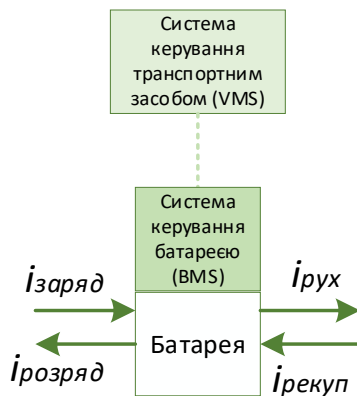 Система
керування
транспортним
засобом (VMS)
Система
керування
батареєю
(BMS)
iзаряд
iрух
Батарея
iрозряд
iрекуп